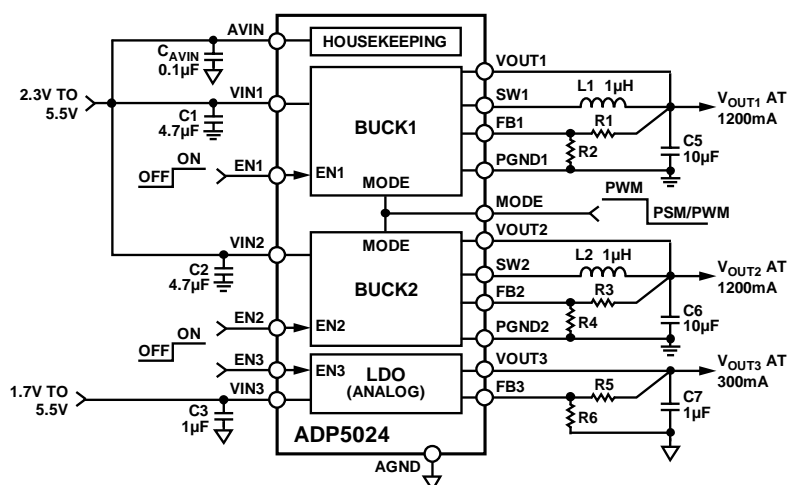 AVIN
HOUSEKEEPING
C_AVIN
0.1µF
VOUT1
2.3V TO
5.5V
VIN1
C1
4.7µF
BUCK1
SW1
L1 1µH
V_OUT1 AT
1200mA
FB1
R1
R2
C5
10µF
ON
OFF
EN1
EN1
PGND1
MODE
MODE
PWM
PSM/PWM
VIN2
C2
4.7µF
MODE
BUCK2
VOUT2
SW2
L2 1µH
V_OUT2 AT
1200mA
FB2
R3
R4
C6
10µF
ON
OFF
EN2
EN2
PGND2
EN3
EN3
LDO
(ANALOG)
VOUT3
V_OUT3 AT
300mA
1.7V TO
5.5V
VIN3
C3
1µF
FB3
R5
R6
C7
1µF
ADP5024
AGND